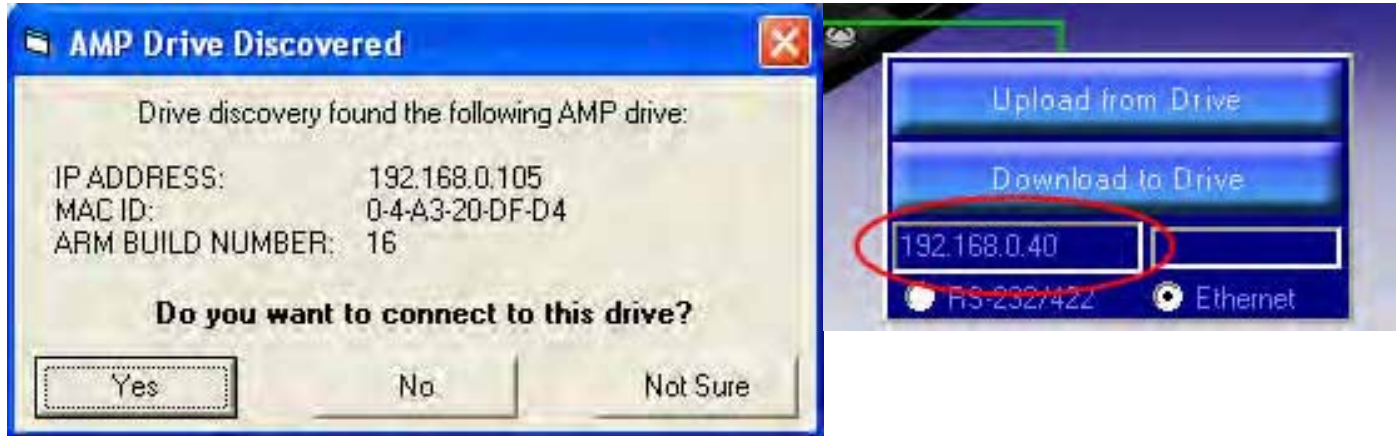 AMP Drive Discovered
Drive discovery found the following AMP drive:
IP ADDRESS: 192.168.0.105
MAC ID: 0-4-A3-20-DF-D4
ARM BUILD NUMBER: 16
Do you want to connect to this drive?
Yes No Not Sure
Upload from Drive
Download to Drive
192.168.0.40
RS-232/422 Ethernet